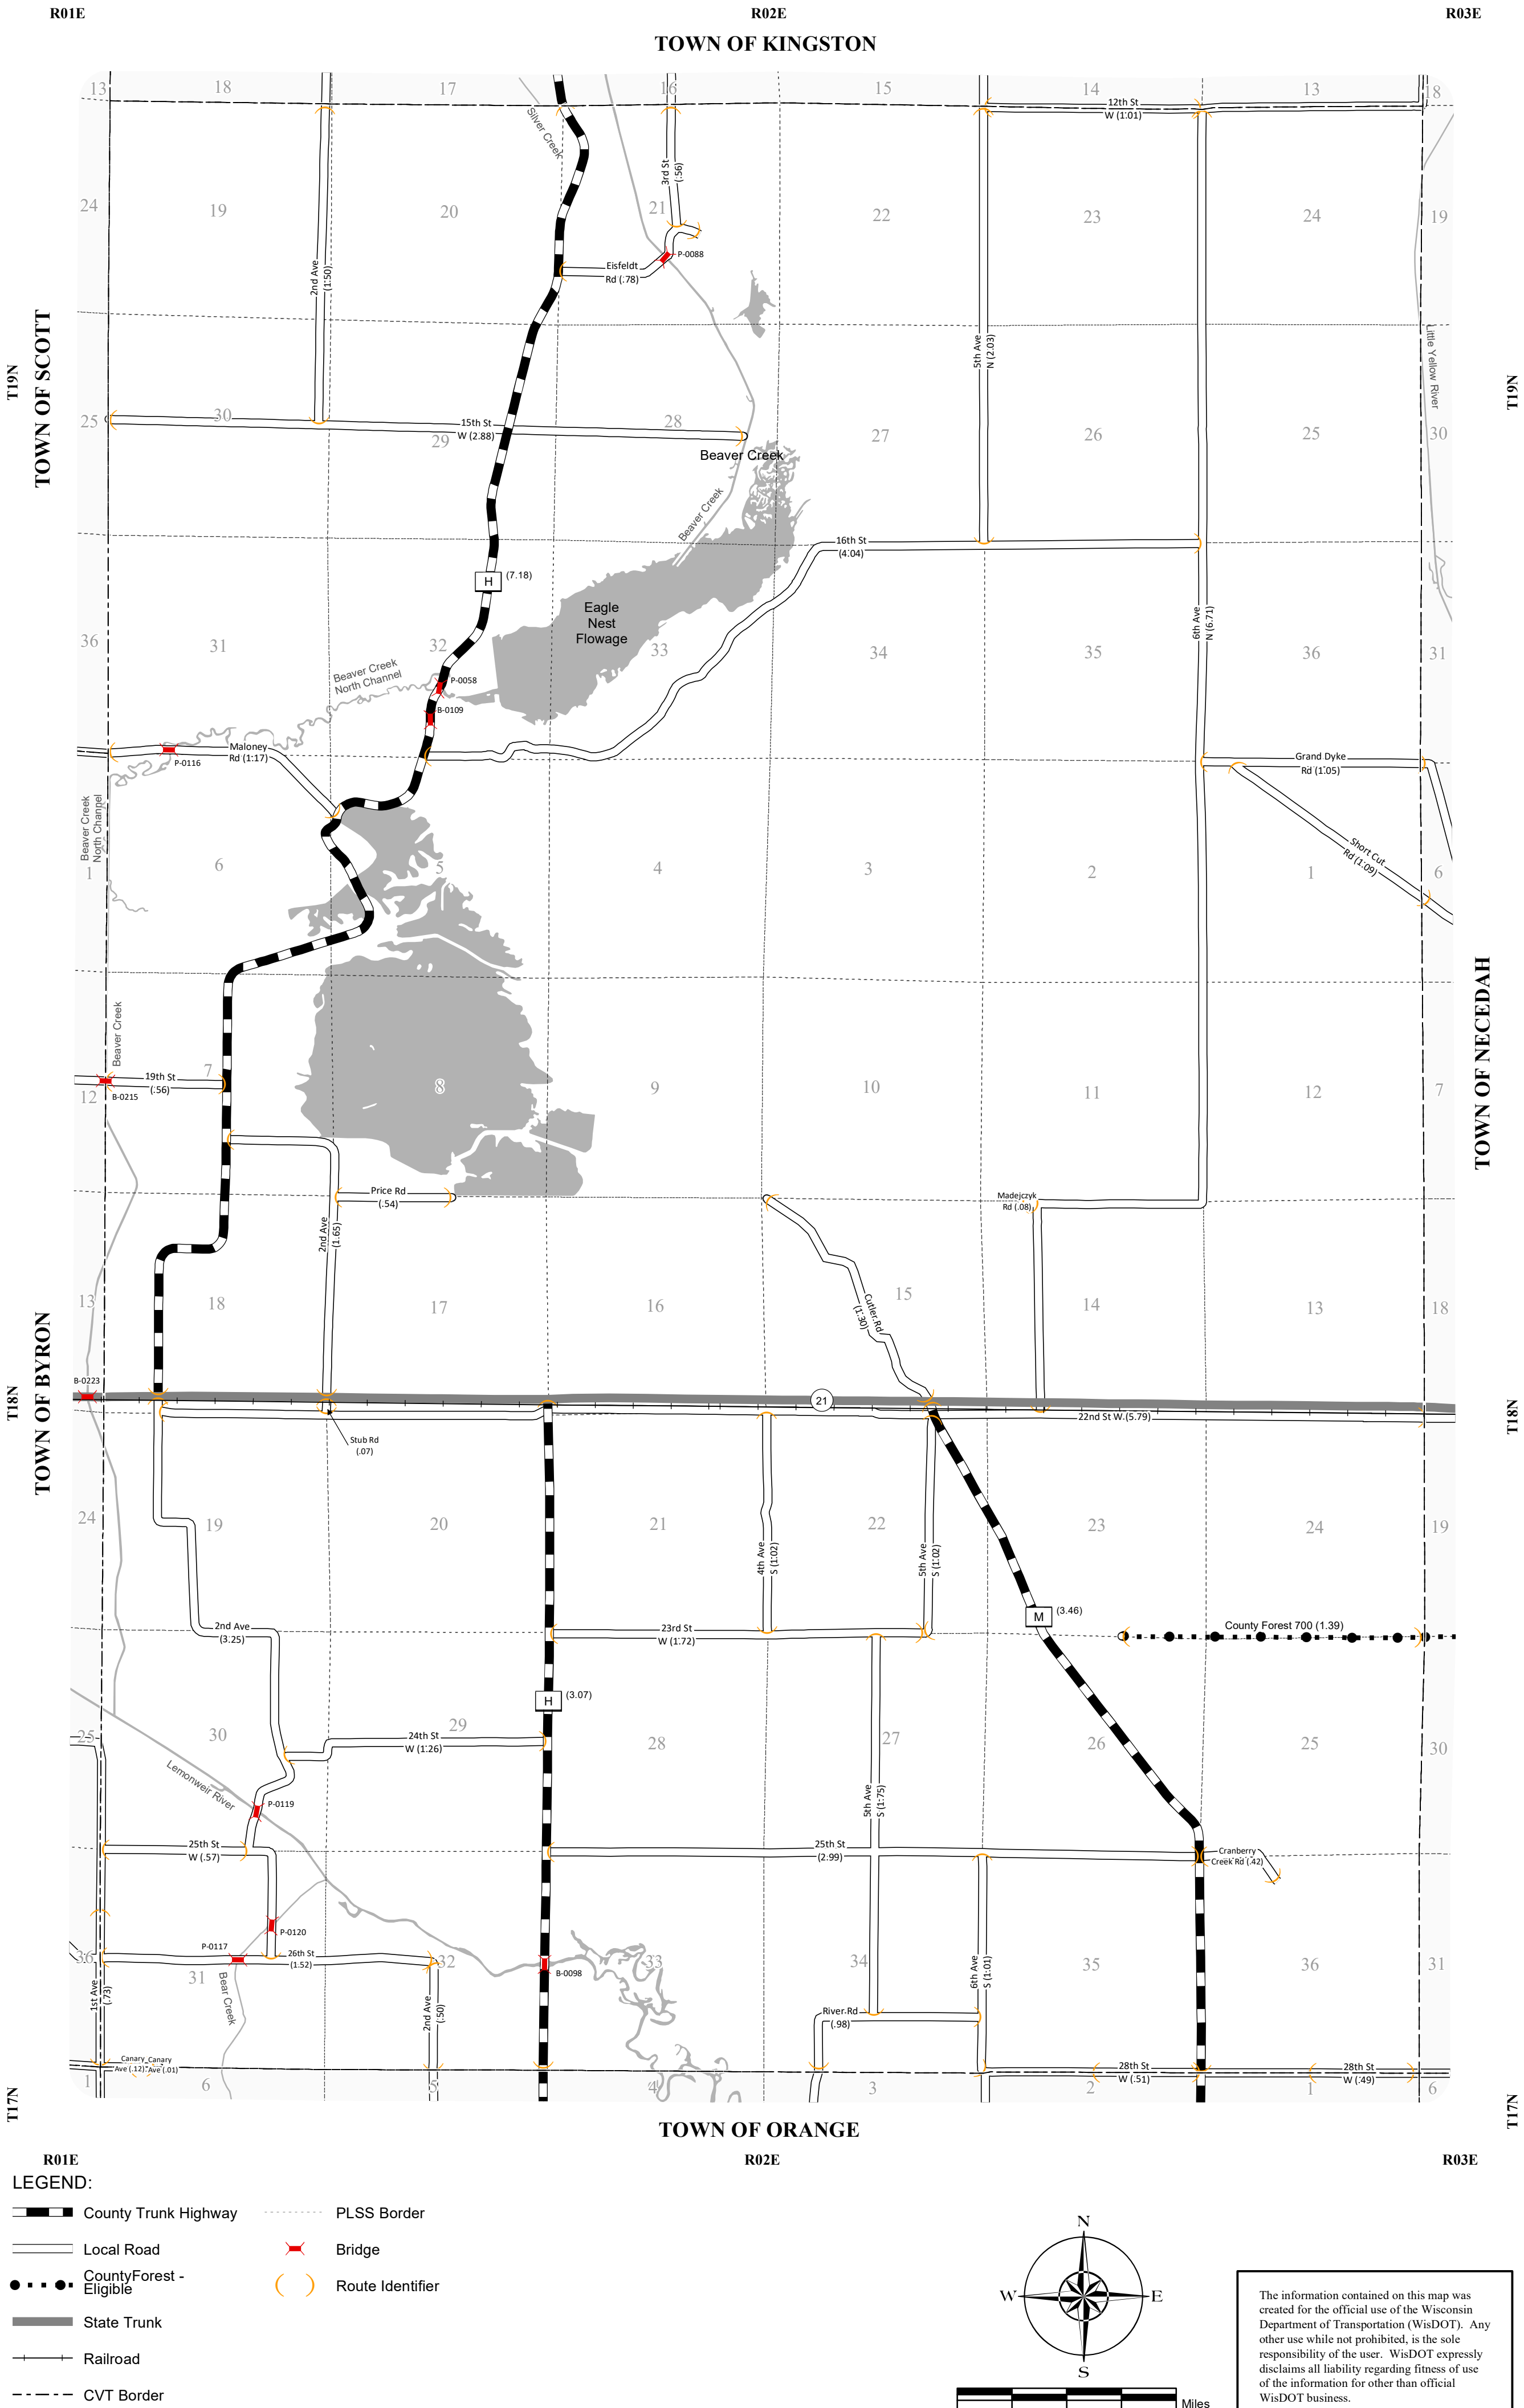 R01E
R02E
R03E
TOWN OF KINGSTON
13
18
17
16
15
14
13
18
12th St
W (1.01)
Silver Creek
3rd St
(.56)
24
19
20
21
22
23
24
19
P-0088
Eisfeldt
Rd (.78)
2nd Ave
(1.50)
TOWN OF SCOTT
T19N
T19N
5th Ave
N (2.03)
Little Yellow River
25
30
15th St
W (2.88)
29
28
27
26
25
30
Beaver Creek
Beaver Creek
16th St
(4.04)
H
(7.18)
Eagle
Nest
Flowage
6th Ave
N (6.71)
36
31
32
33
34
35
36
31
Beaver Creek
North Channel
P-0058
B-0109
Maloney
Rd (1.17)
P-0116
Grand Dyke
Rd (1.05)
Beaver Creek
North Channel
Short Cut
Rd (1.09)
1
6
5
4
3
2
1
6
TOWN OF NECEDAH
Beaver Creek
7
19th St
(.56)
12
B-0215
8
9
10
11
12
7
Price Rd
(.54)
Madejczyk
Rd (.08)
2nd Ave
(1.65)
13
18
17
16
15
14
13
18
Cutler Rd
(1.30)
TOWN OF BYRON
T18N
T18N
B-0223
21
22nd St W (5.79)
Stub Rd
(.07)
24
19
20
21
22
23
24
19
4th Ave
S (1.02)
5th Ave
S (1.02)
M
(3.46)
2nd Ave
(3.25)
23rd St
W (1.72)
County Forest 700 (1.39)
H
(3.07)
25
30
29
28
27
26
25
30
24th St
W (1.26)
Lemonweir River
P-0119
5th Ave
S (1.75)
25th St
W (.57)
25th St
(2.99)
Cranberry
Creek Rd (.42)
P-0120
P-0117
26th St
(1.52)
36
31
32
B-0098
33
34
35
36
31
1st Ave
(.73)
Bear Creek
2nd Ave
(.50)
6th Ave
S (1.01)
River Rd
(.98)
Canary
Ave (.12)
Canary
Ave (.01)
28th St
W (.51)
28th St
W (.49)
1
6
5
4
3
2
1
6
T17N
T17N
TOWN OF ORANGE
R01E
R02E
R03E
LEGEND:
County Trunk Highway
Local Road
CountyForest -
Eligible
State Trunk
Railroad
CVT Border
PLSS Border
Bridge
Route Identifier
N
W
E
S
Miles
The information contained on this map was
created for the official use of the Wisconsin
Department of Transportation (WisDOT). Any
other use while not prohibited, is the sole
responsibility of the user. WisDOT expressly
disclaims all liability regarding fitness of use
of the information for other than official
WisDOT business.